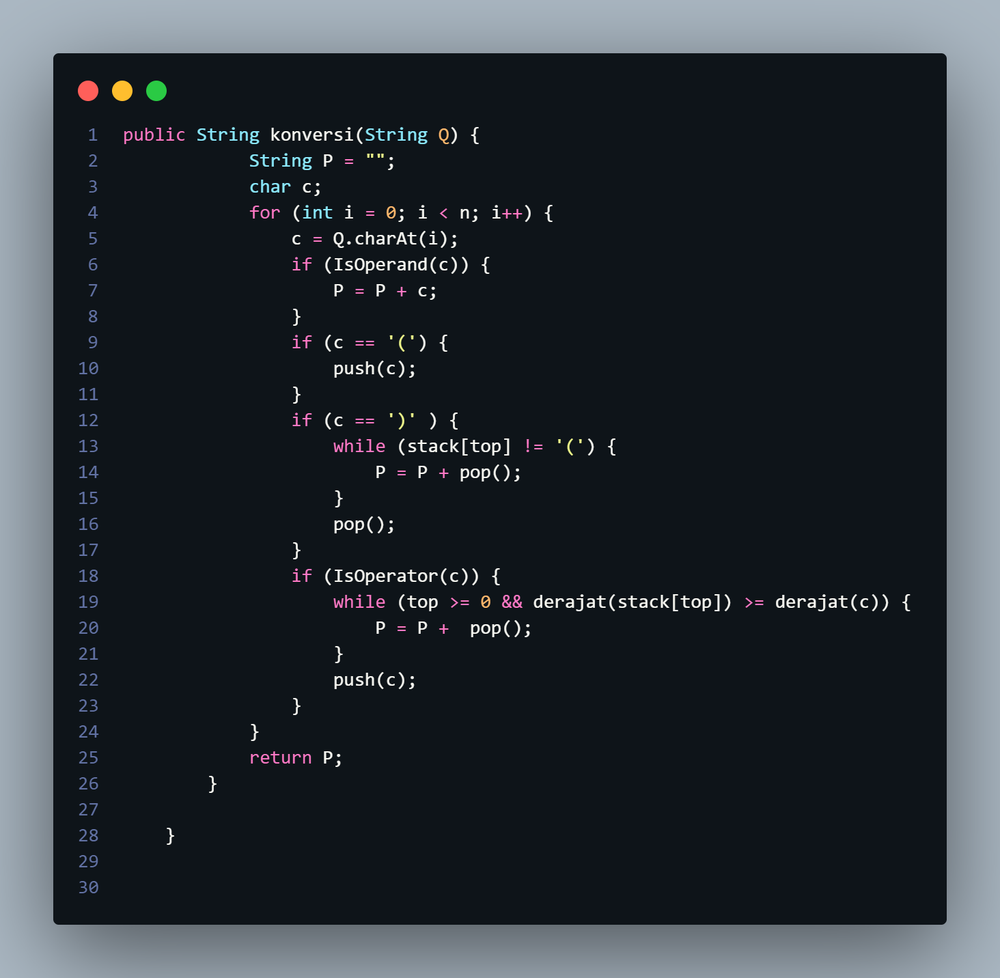 1 public String konversi(String Q) {
2             String P = "";
3             char c;
4             for (int i = 0; i < n; i++) {
5                 c = Q.charAt(i);
6                 if (IsOperand(c)) {
7                     P = P + c;
8                 }
9                 if (c == '(') {
10                     push(c);
11                 }
12                 if (c == ')' ) {
13                     while (stack[top] != '(') {
14                         P = P + pop();
15                     }
16                     pop();
17                 }
18                 if (IsOperator(c)) {
19                     while (top >= 0 && derajat(stack[top]) >= derajat(c)) {
20                         P = P +  pop();
21                     }
22                     push(c);
23                 }
24             }
25             return P;
26         }
27
28     }
29
30